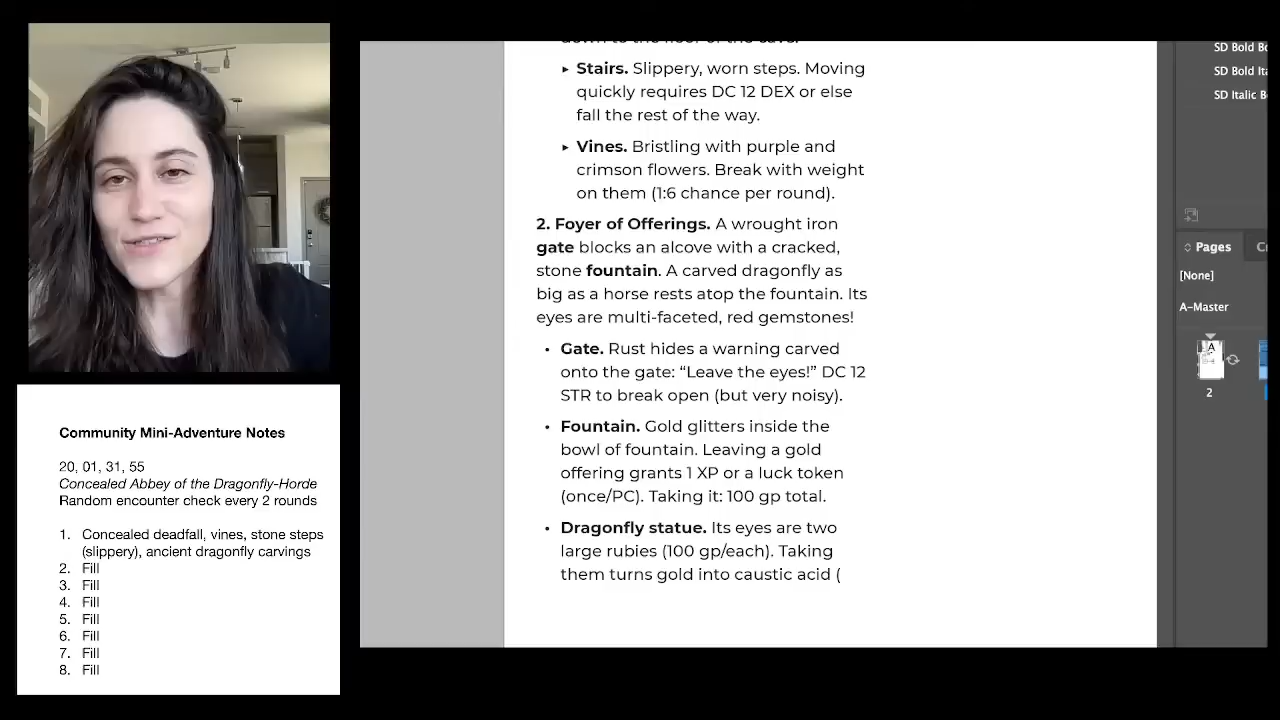 Community Mini-Adventure Notes
20, 01, 31, 55
Concealed Abbey of the Dragonfly-Horde
Random encounter check every 2 rounds
1. Concealed deadfall, vines, stone steps
(slippery), ancient dragonfly carvings
2. Fill
3. Fill
4. Fill
5. Fill
6. Fill
7. Fill
8. Fill
▸ Stairs. Slippery, worn steps. Moving
quickly requires DC 12 DEX or else
fall the rest of the way.
▸ Vines. Bristling with purple and
crimson flowers. Break with weight
on them (1:6 chance per round).
2. Foyer of Offerings. A wrought iron
gate blocks an alcove with a cracked,
stone fountain. A carved dragonfly as
big as a horse rests atop the fountain. Its
eyes are multi-faceted, red gemstones!
• Gate. Rust hides a warning carved
onto the gate: “Leave the eyes!” DC 12
STR to break open (but very noisy).
• Fountain. Gold glitters inside the
bowl of fountain. Leaving a gold
offering grants 1 XP or a luck token
(once/PC). Taking it: 100 gp total.
• Dragonfly statue. Its eyes are two
large rubies (100 gp/each). Taking
them turns gold into caustic acid (
SD Bold
SD Bold Ita
SD Italic
Pages
[None]
A-Master
A
2